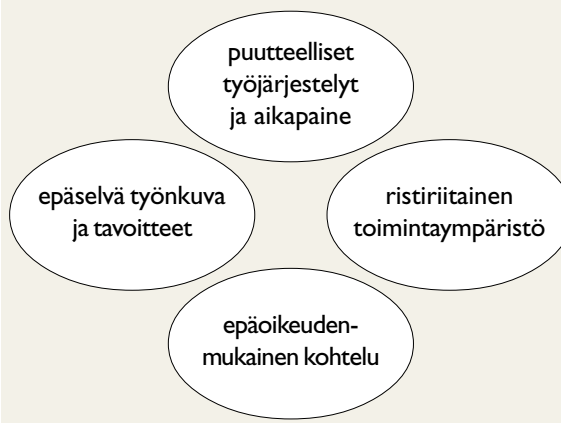 puutteelliset
työjärjestelyt
ja aikapaine
epäselvä työnkuva
ja tavoitteet
ristiriitainen
toimintaympäristö
epäoikeuden-
mukainen kohtelu